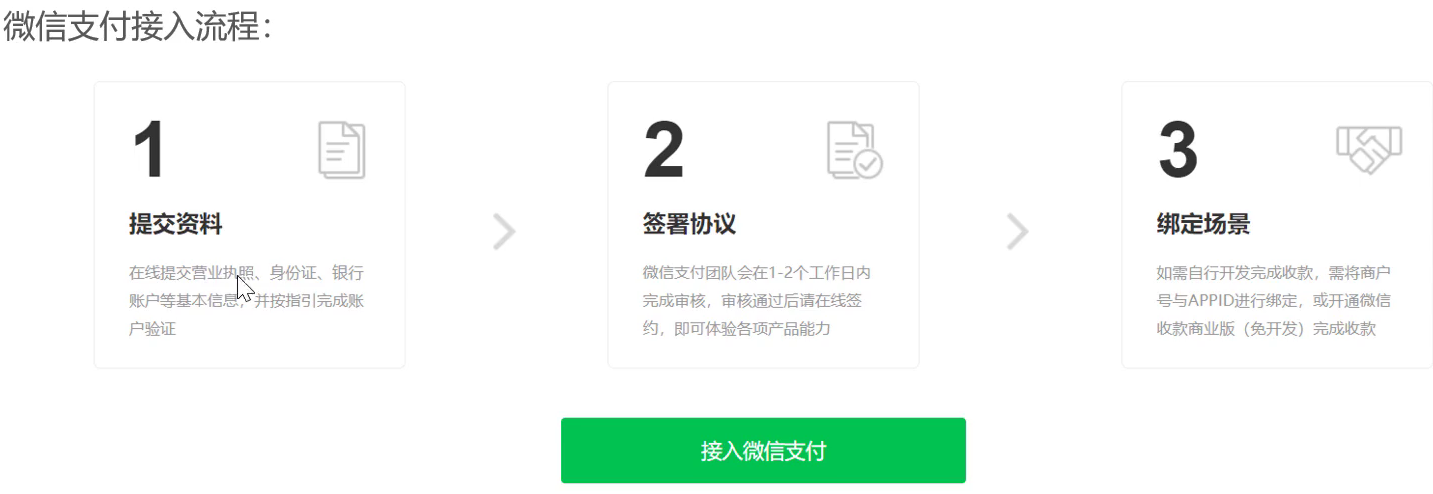 微信支付接入流程：
1
提交资料
在线提交营业执照、身份证、银行
账户等基本信息，并按指引完成账
户验证
2
签署协议
微信支付团队会在1-2个工作日内
完成审核，审核通过后请在线签
约，即可体验各项产品能力
3
绑定场景
如需自行开发完成收款，需将商户
号与APPID进行绑定，或开通微信
收款商业版（免开发）完成收款
接入微信支付